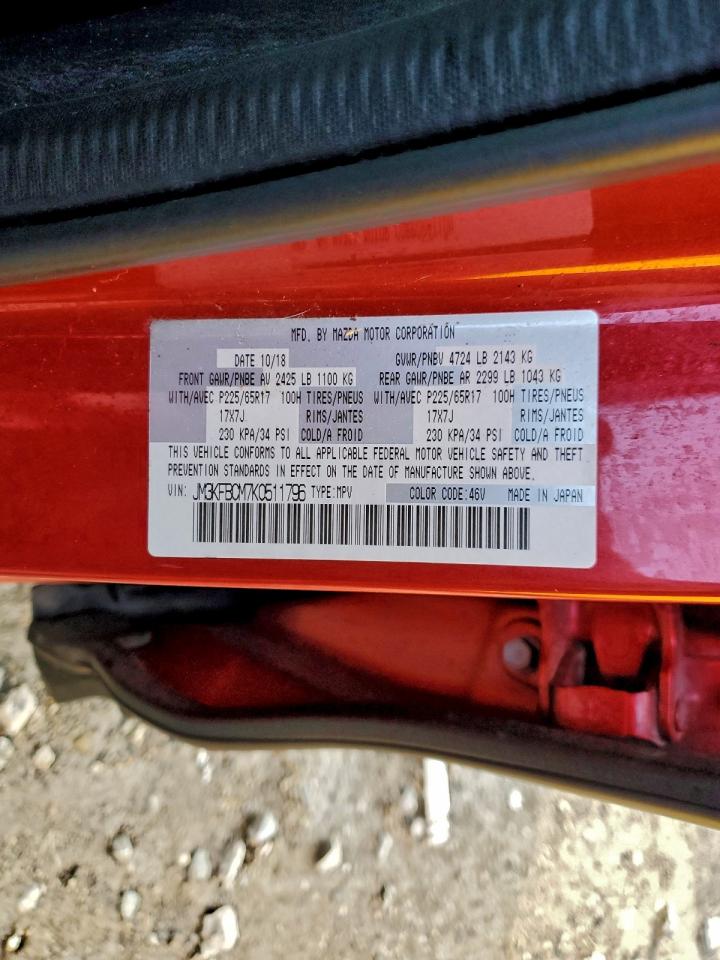 MFD. BY MAZDA MOTOR CORPORATION
DATE 10/18 GVWR/PNBV 4724 LB 2143 KG
FRONT GAWR/PNBE AV 2425 LB 1100 KG REAR GAWR/PNBE AR 2299 LB 1043 KG
WITH/AVEC P225/65R17 100H TIRES/PNEUS WITH/AVEC P225/65R17 100H TIRES/PNEUS
17X7J RIMS/JANTES 17X7J RIMS/JANTES
230 KPA/34 PSI COLD/A FROID 230 KPA/34 PSI COLD/A FROID
THIS VEHICLE CONFORMS TO ALL APPLICABLE FEDERAL MOTOR VEHICLE SAFETY AND THEFT
PREVENTION STANDARDS IN EFFECT ON THE DATE OF MANUFACTURE SHOWN ABOVE.
VIN: JM3KFBCM7K0511796 TYPE:MPV COLOR CODE:46V MADE IN JAPAN